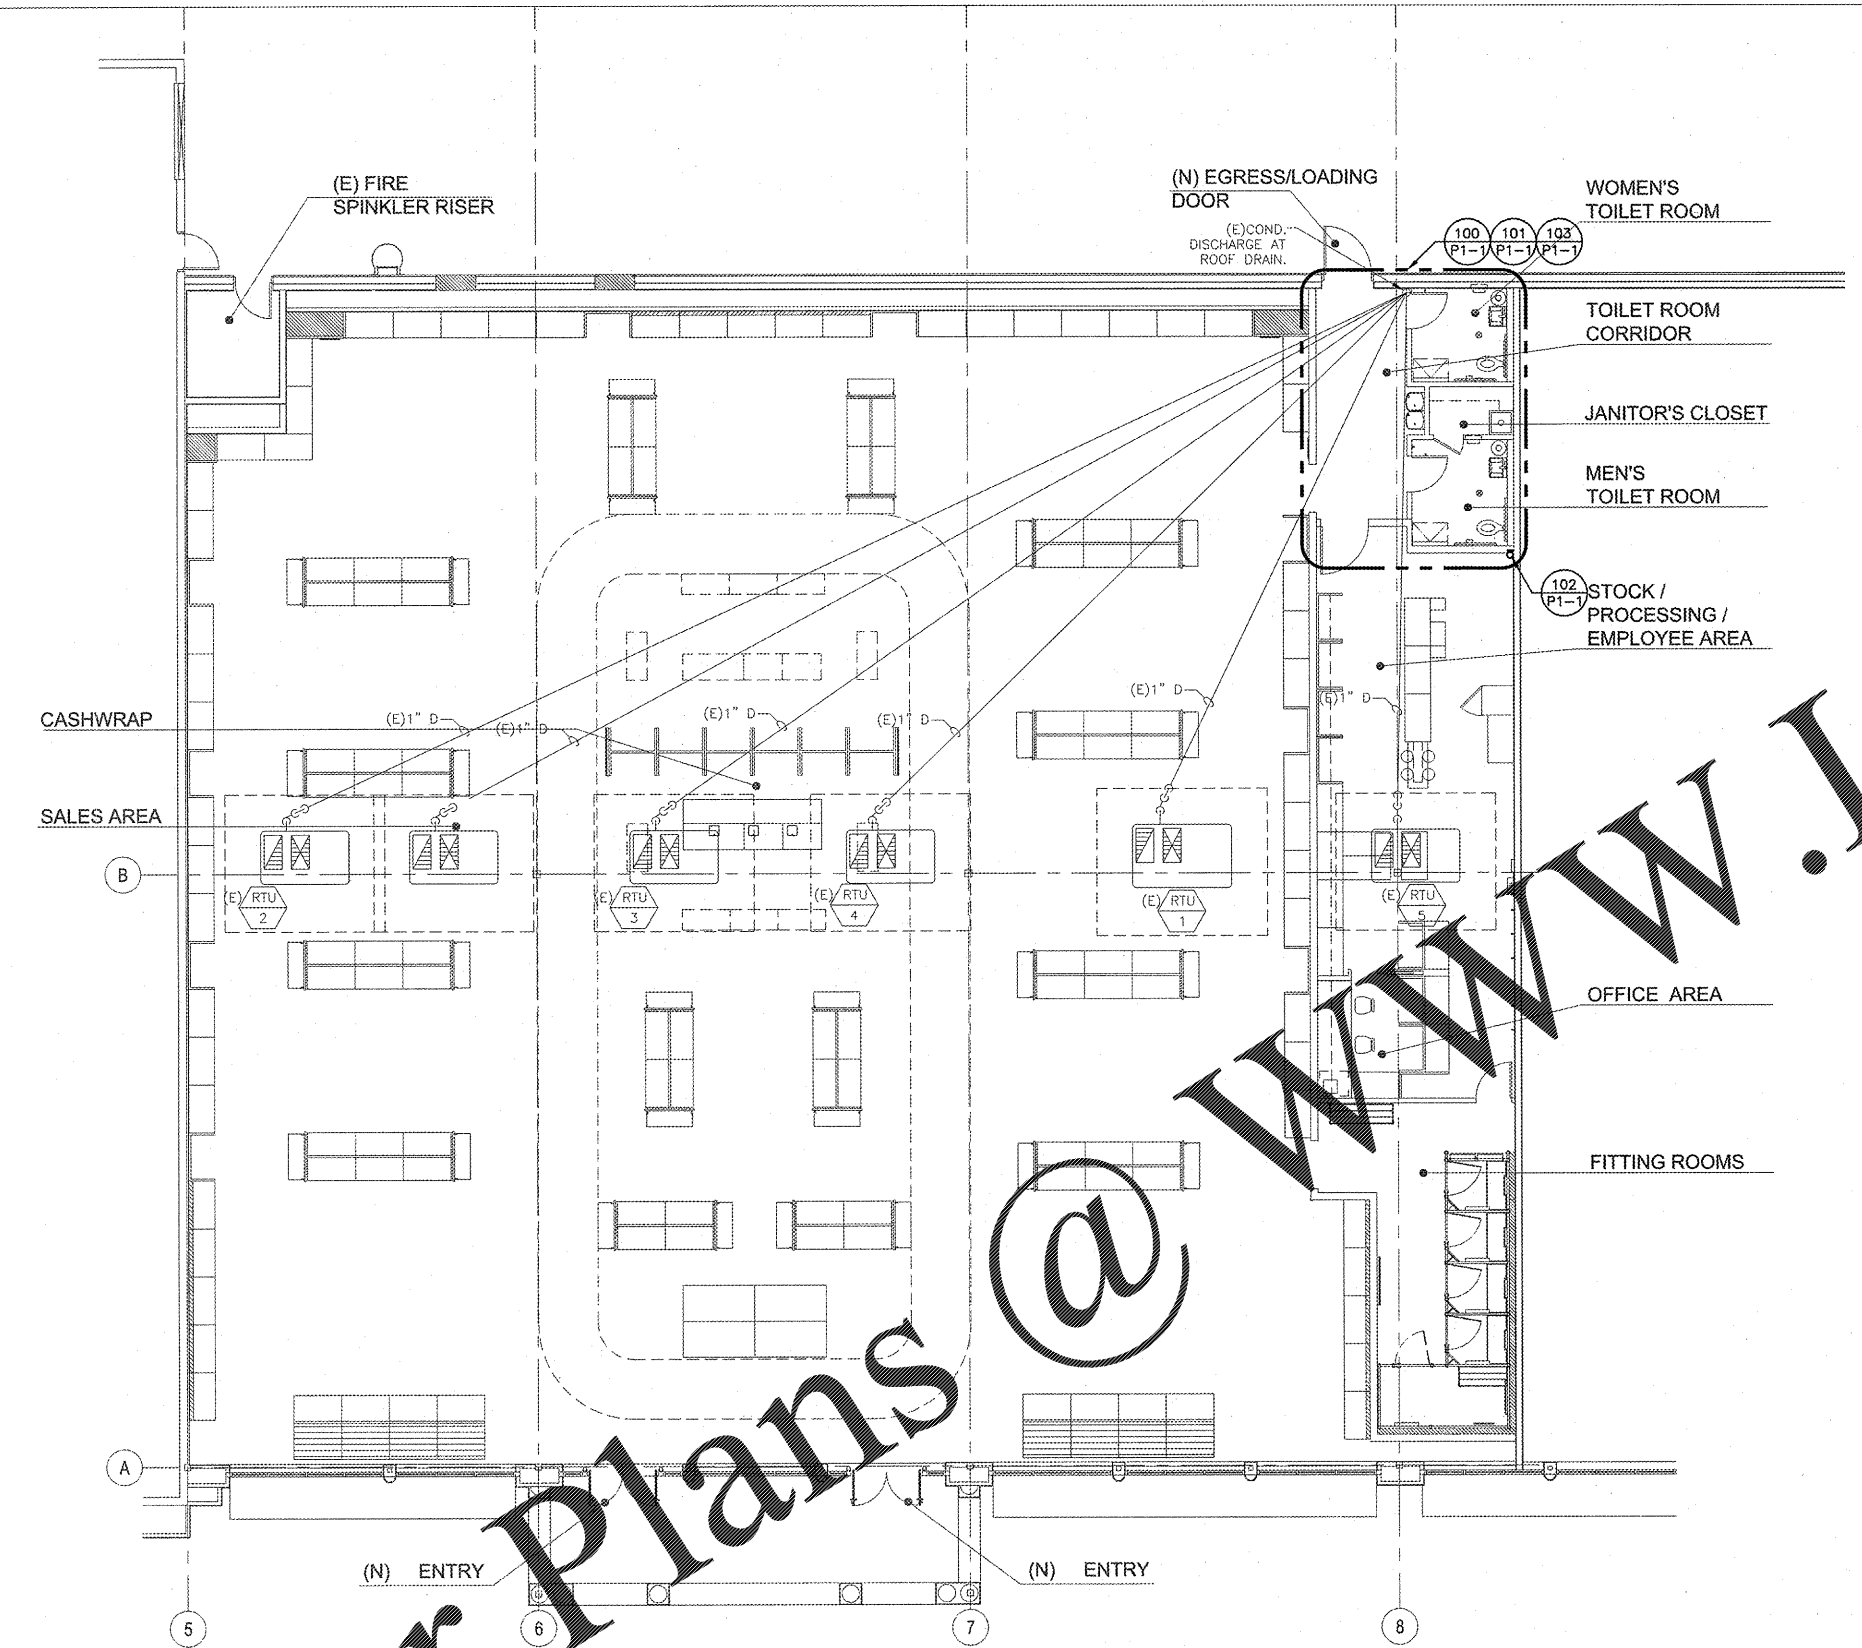 (E) FIRE
SPINKLER RISER
(N) EGRESS/LOADING
DOOR
(E)COND.
DISCHARGE AT
ROOF DRAIN.
100
P1-1
101
P1-1
103
P1-1
WOMEN'S
TOILET ROOM
TOILET ROOM
CORRIDOR
JANITOR'S CLOSET
MEN'S
TOILET ROOM
102
P1-1
STOCK /
PROCESSING /
EMPLOYEE AREA
CASHWRAP
(E)1" D
(E)1" D
(E)1" D
(E)1" D
(E)1" D
(E)1" D
SALES AREA
B
(E) RTU
2
(E) RTU
3
(E) RTU
4
(E) RTU
1
(E) RTU
5
OFFICE AREA
FITTING ROOMS
A
(N) ENTRY
(N) ENTRY
5
6
7
8
r Plans @ www.